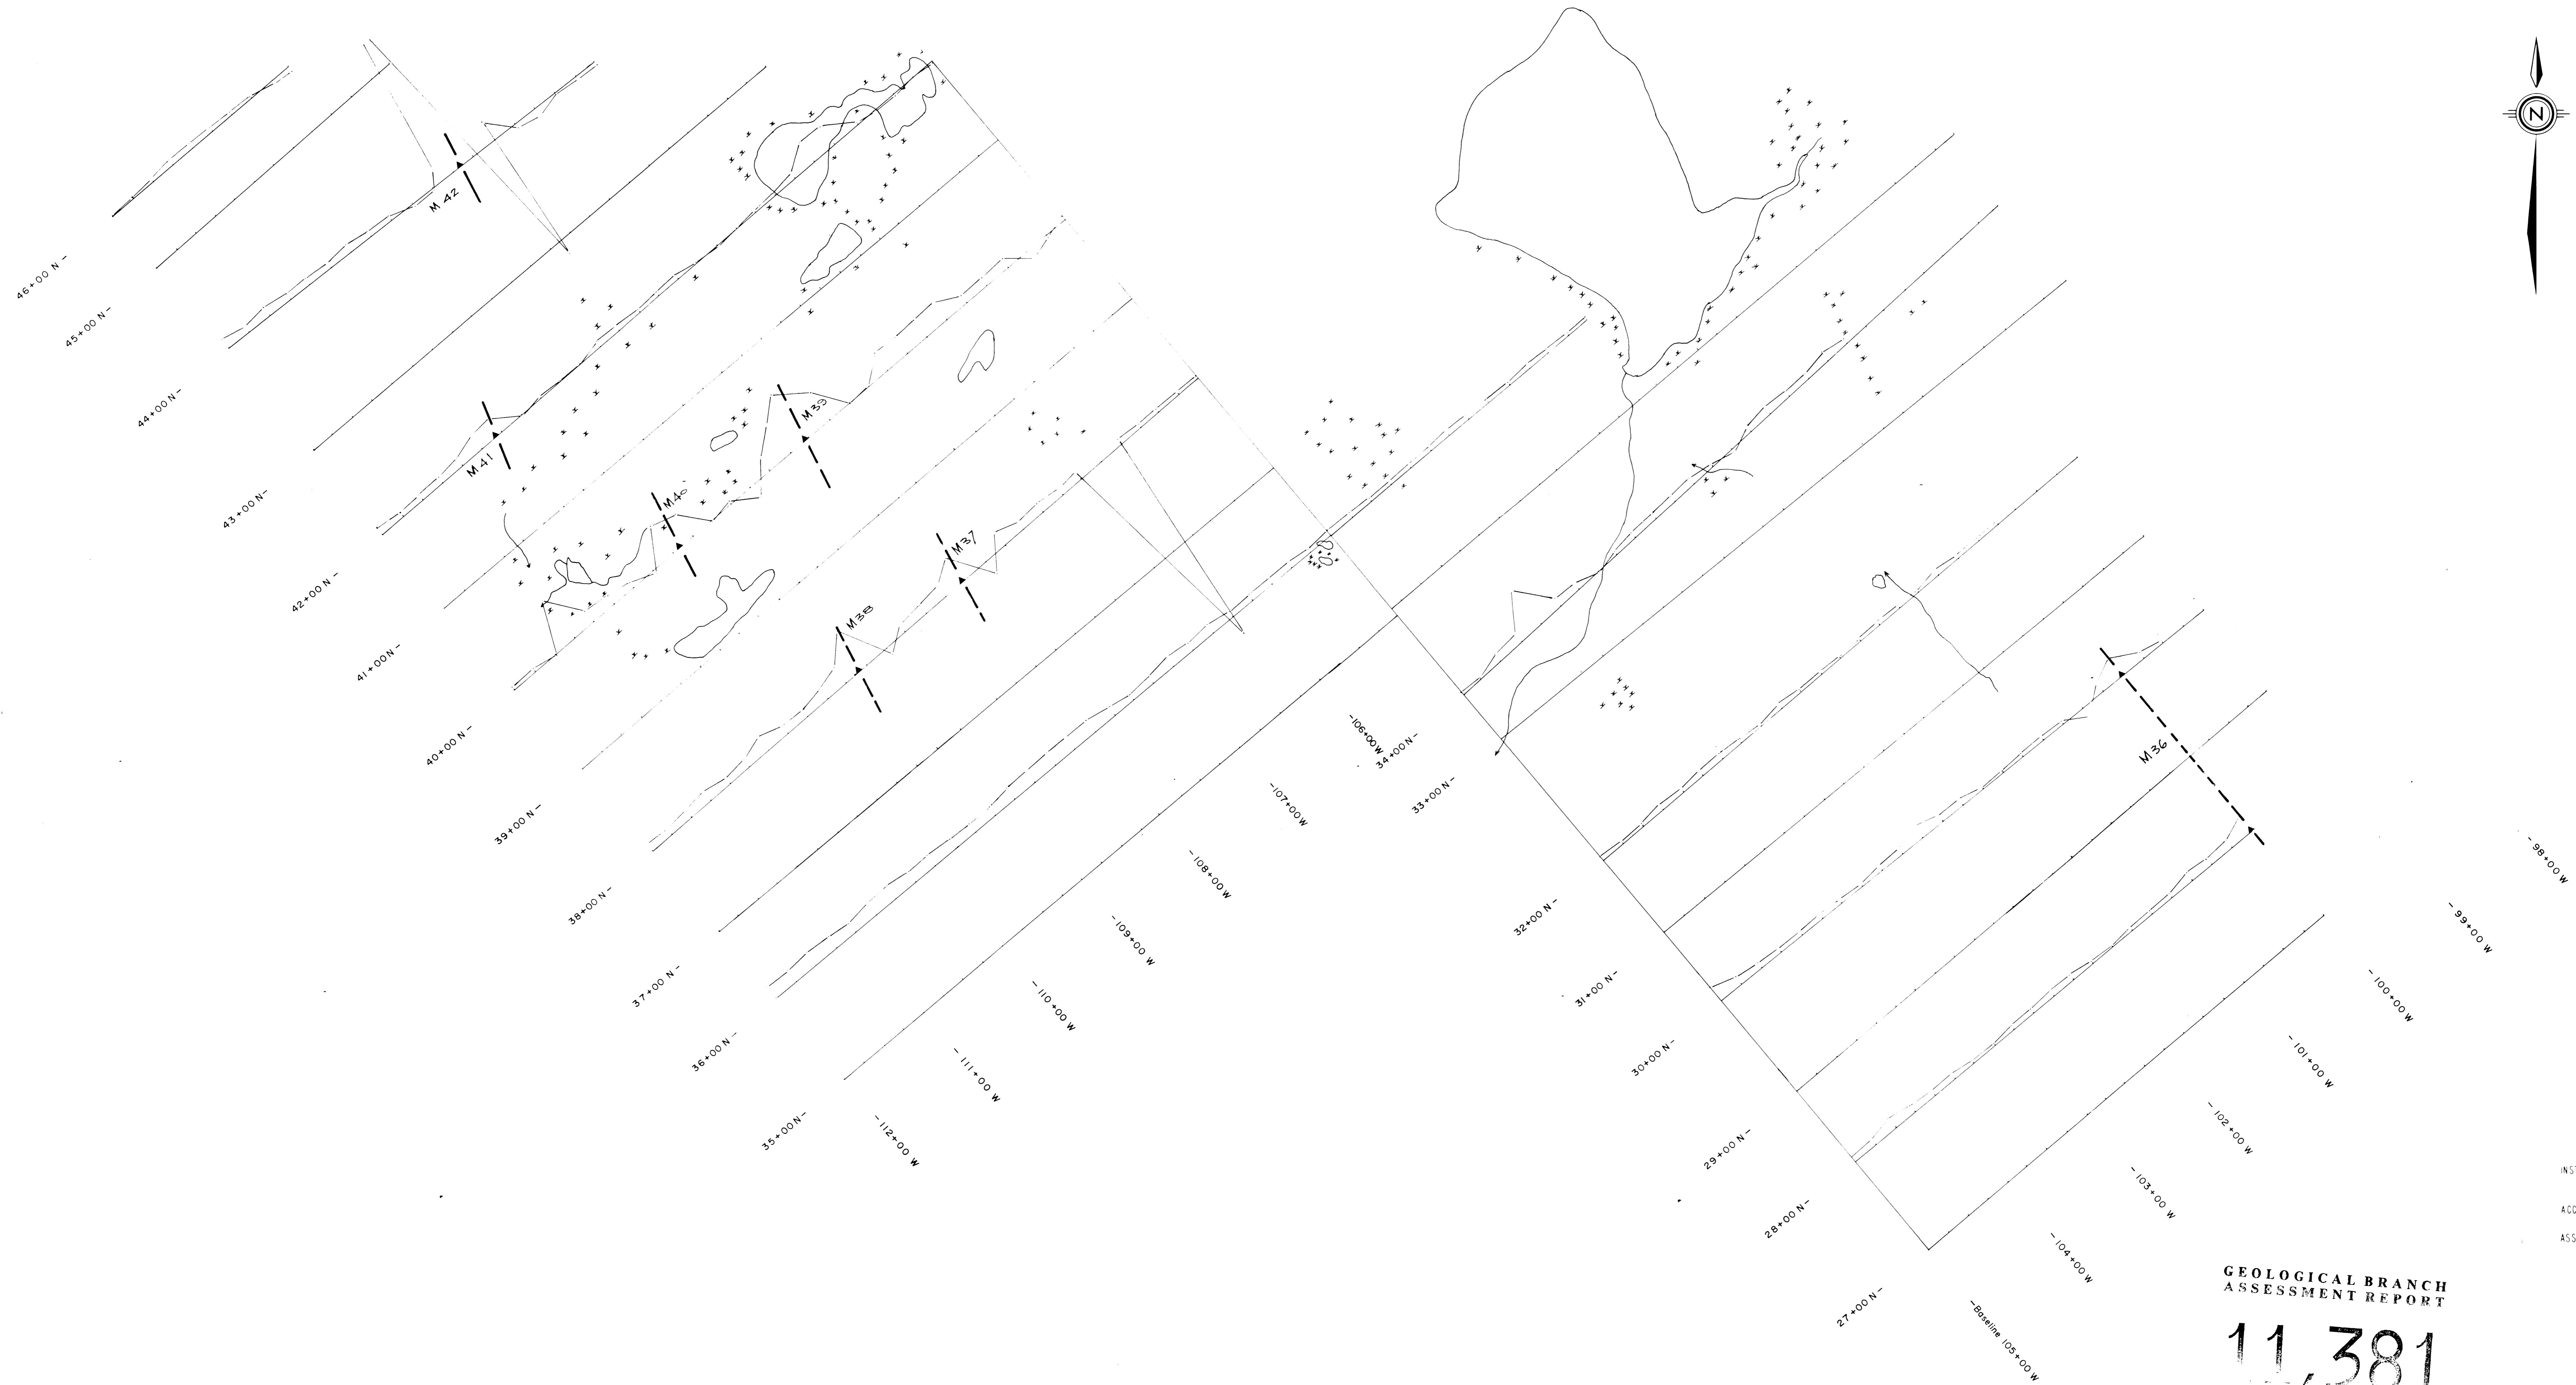 N
M 42
M 41
M 39
M 40
M 37
M 38
M 36
46+00 N –
45+00 N –
44+00 N –
43+00 N –
42+00 N –
41+00 N –
40+00 N –
39+00 N –
38+00 N –
37+00 N –
36+00 N –
35+00 N –
34+00 N –
33+00 N –
32+00 N –
31+00 N –
30+00 N –
29+00 N –
28+00 N –
27+00 N –
– 112+00 W
– 111+00 W
– 110+00 W
– 109+00 W
– 108+00 W
– 107+00 W
– 106+00 W
– Baseline 105+00 W
– 104+00 W
– 103+00 W
– 102+00 W
– 101+00 W
– 100+00 W
– 99+00 W
– 98+00 W
INS
ACC
ASS
GEOLOGICAL BRANCH
ASSESSMENT REPORT
11,381